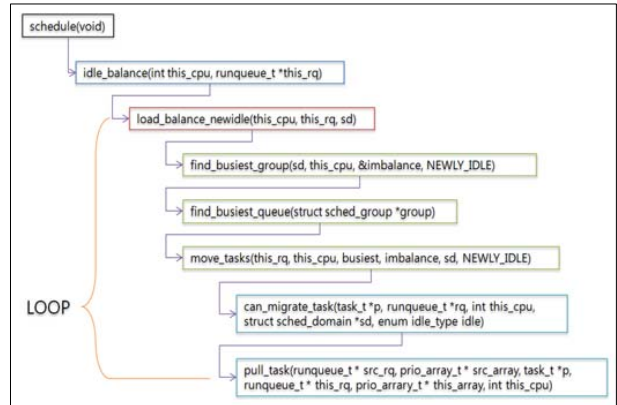 schedule(void)
idle_balance(int this_cpu, runqueue_t *this_rq)
load_balance_newidle(this_cpu, this_rq, sd)
find_busiest_group(sd, this_cpu, &imbalance, NEWLY_IDLE)
find_busiest_queue(struct sched_group *group)
move_tasks(this_rq, this_cpu, busiest, imbalance, sd, NEWLY_IDLE)
LOOP
can_migrate_task(task_t *p, runqueue_t *rq, int this_cpu,
struct sched_domain *sd, enum idle_type idle)
pull_task(runqueue_t * src_rq, prio_array_t * src_array, task_t *p,
runqueue_t * this_rq, prio_arrary_t * this_array, int this_cpu)